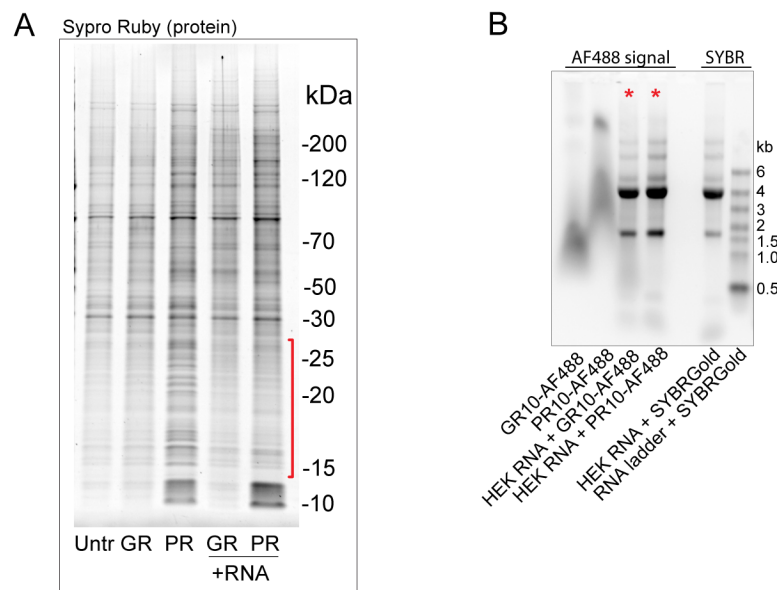 A
Sypro Ruby (protein)
kDa
-200
-120
-70
-50
-30
-25
-20
-15
-10
Untr GR PR GR PR
+RNA
B
AF488 signal SYBR
* *
kb
6
4
3
2
1.5
1.0
0.5
GR10-AF488
PR10-AF488
HEK RNA + GR10-AF488
HEK RNA + PR10-AF488
HEK RNA + SYBRGold
RNA ladder + SYBRGold